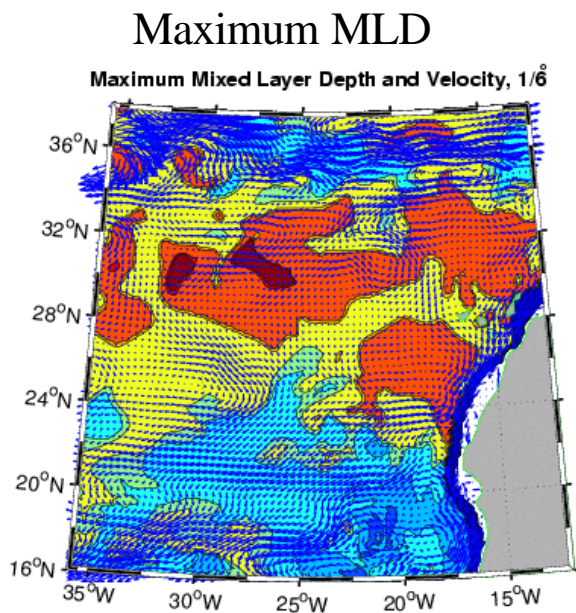 Maximum MLD
Maximum Mixed Layer Depth and Velocity, 1/6°
36°N
32°N
28°N
24°N
20°N
16°N
35°W
30°W
25°W
20°W
15°W